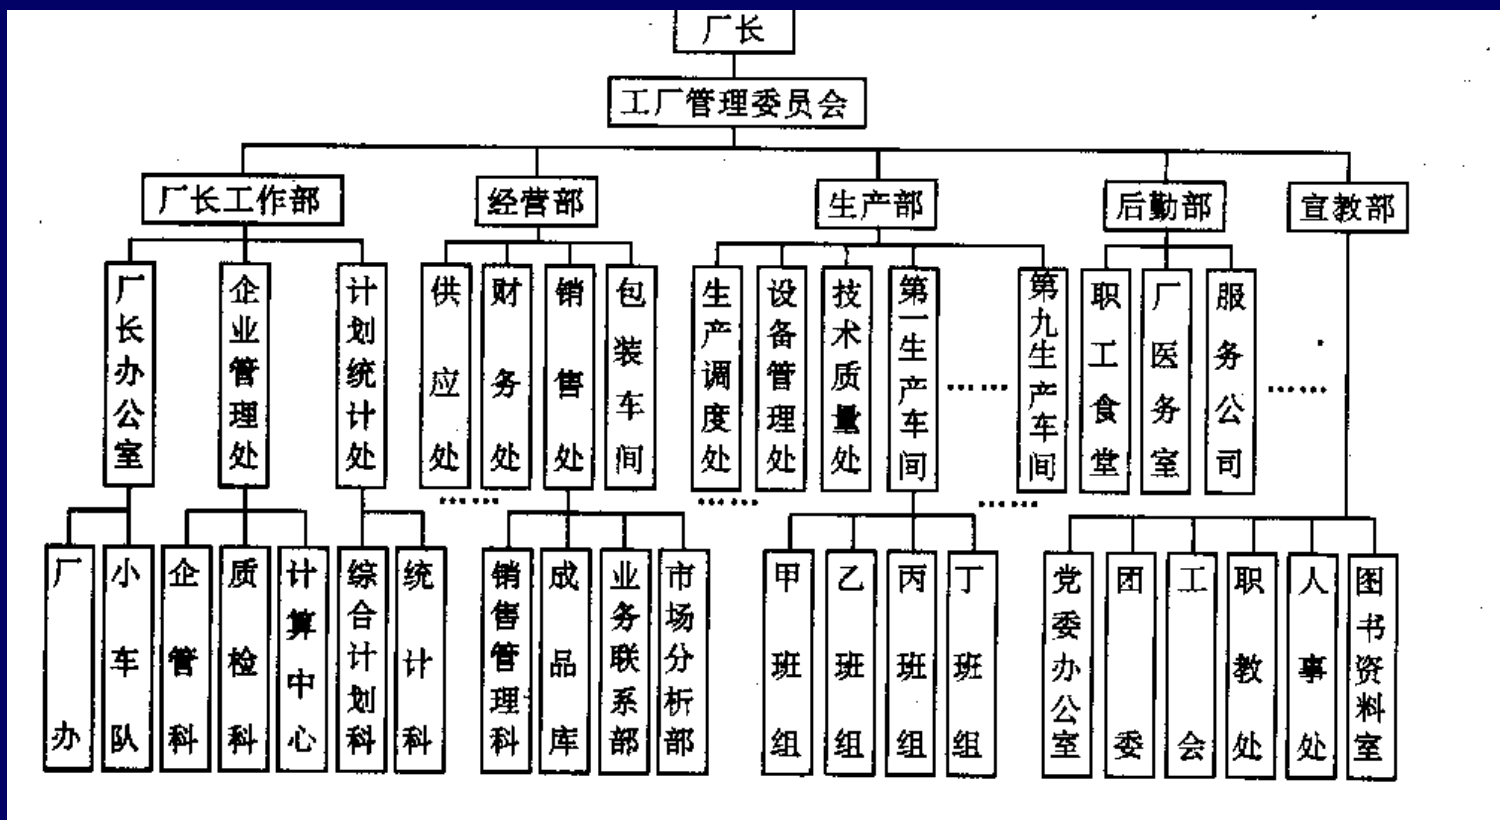 厂长
工厂管理委员会
厂长工作部
经营部
生产部
后勤部
宣教部
厂长办公室
企业管理处
计划统计处
供应处
财务处
销售处
包装车间
生产调度处
设备管理处
技术质量处
第一生产车间
……
第九生产车间
职工食堂
厂医务室
服务公司
……
……
……
……
厂办
小车队
企管科
质检科
计算中心
综合计划科
统计科
销售管理科
成品库
业务联系部
市场分析部
甲班组
乙班组
丙班组
丁班组
党委办公室
团委
工会
职教处
人事处
图书资料室